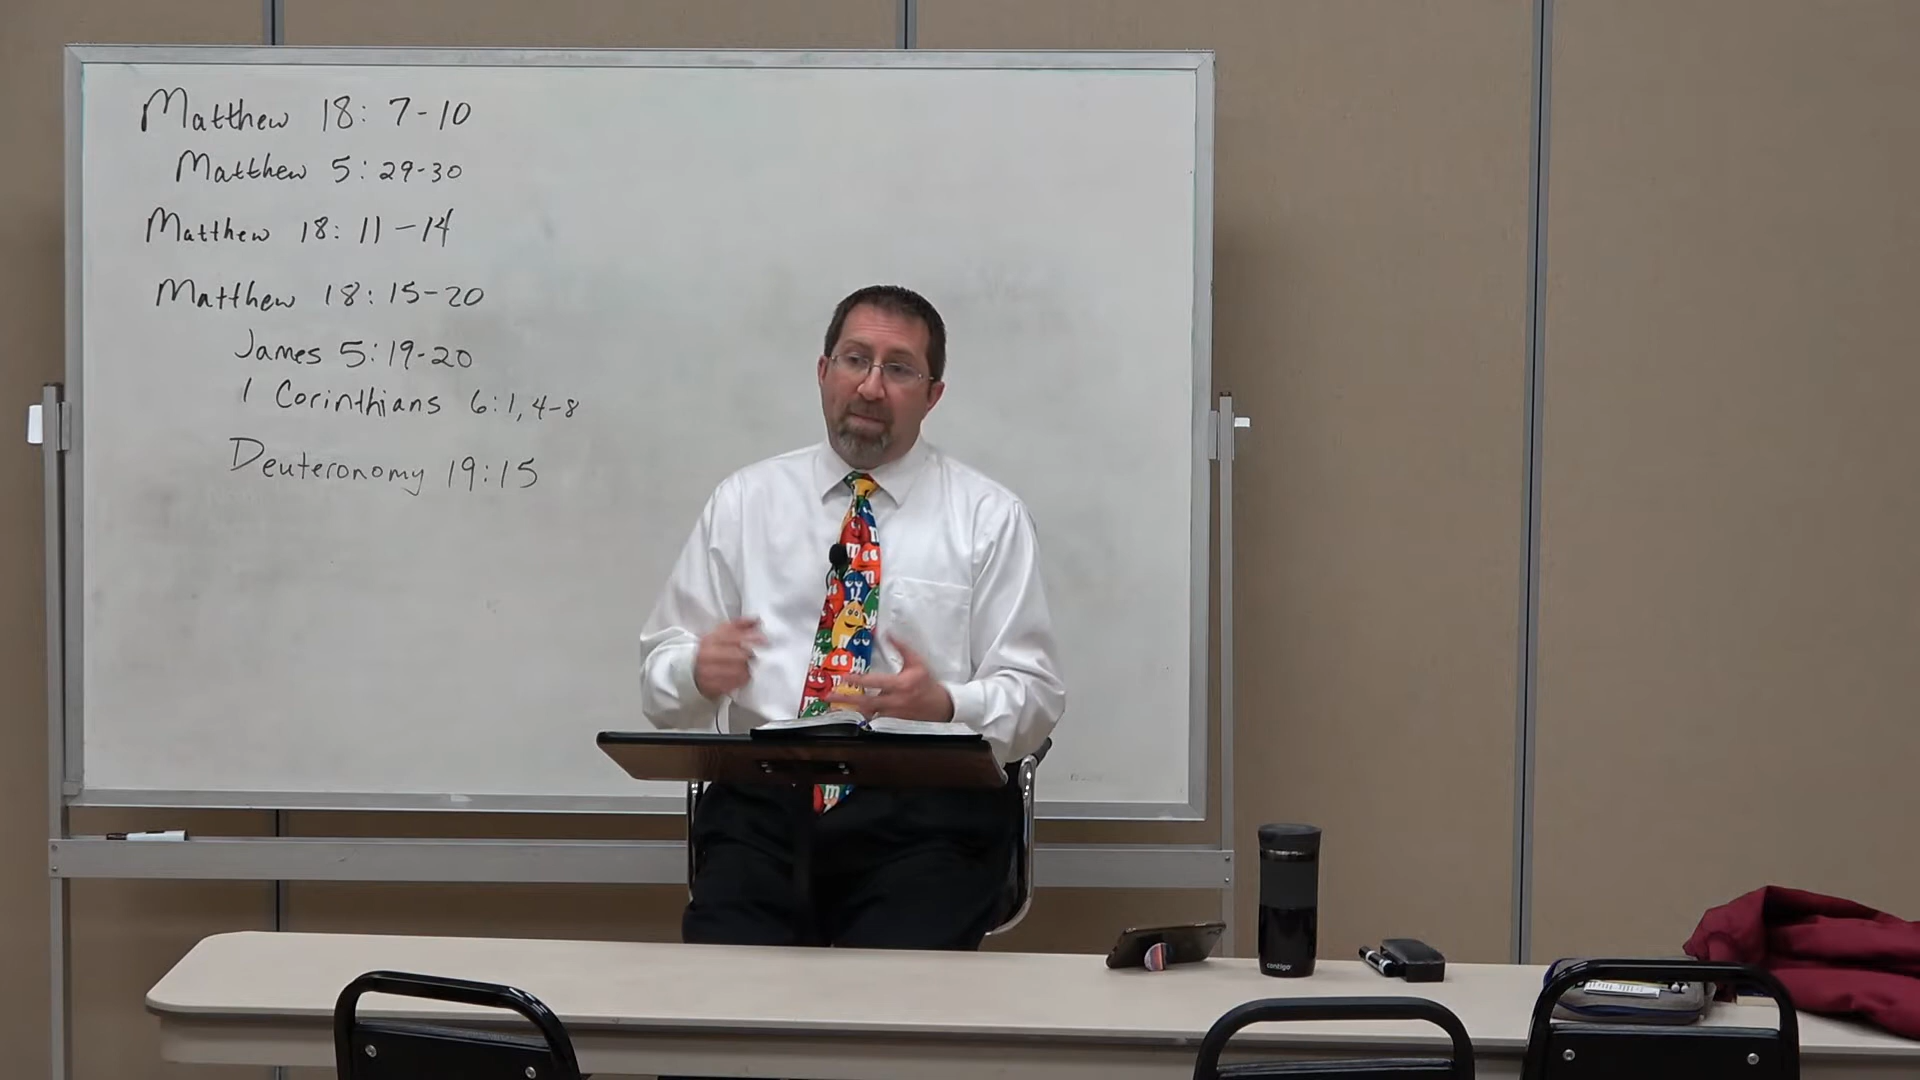 Matthew 18: 7-10
Matthew 5: 29-30
Matthew 18: 11-14
Matthew 18: 15-20
James 5:19-20
1 Corinthians 6:1, 4-8
Deuteronomy 19:15
contigo